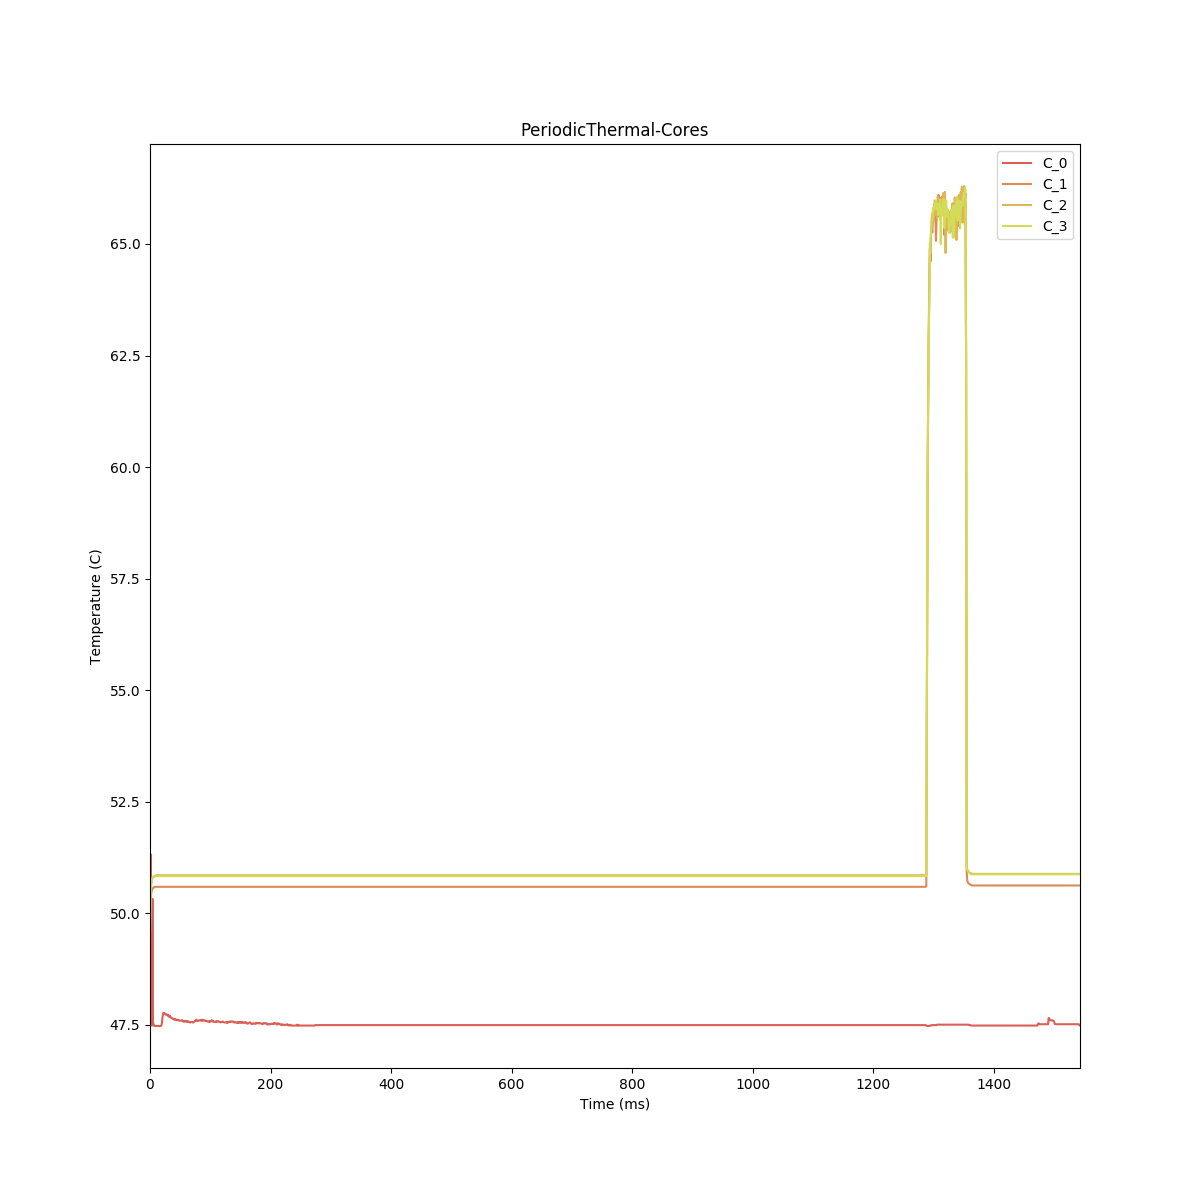 PeriodicThermal-Cores
C_0
C_1
C_2
C_3
65.0
62.5
60.0
57.5
55.0
52.5
50.0
47.5
Temperature (C)
0 200 400 600 800 1000 1200 1400
Time (ms)